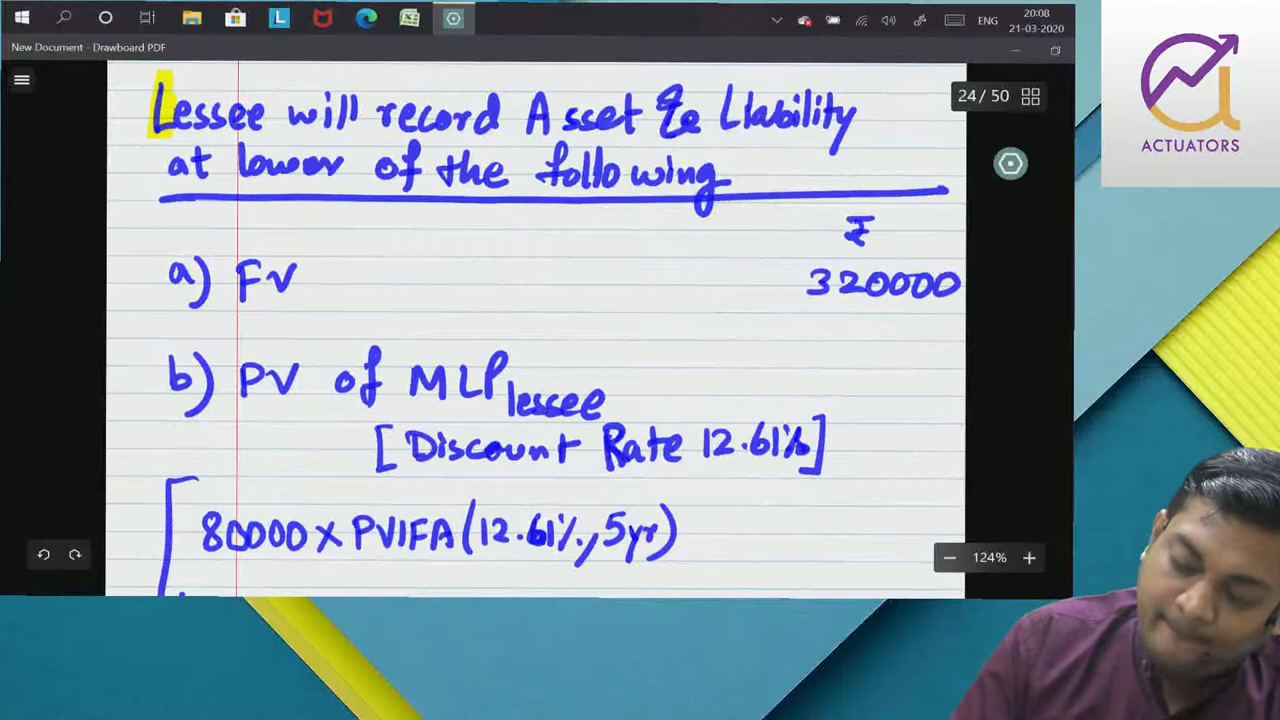 20:08
ENG
21-03-2020
New Document - Drawboard PDF
Lessee will record Asset & Liability
at lower of the following
24 / 50
ACTUATORS
₹
a) FV 320000
b) PV of MLP lessee
[Discount Rate 12.61%]
80000 x PVIFA (12.61%, 5yr)
124%